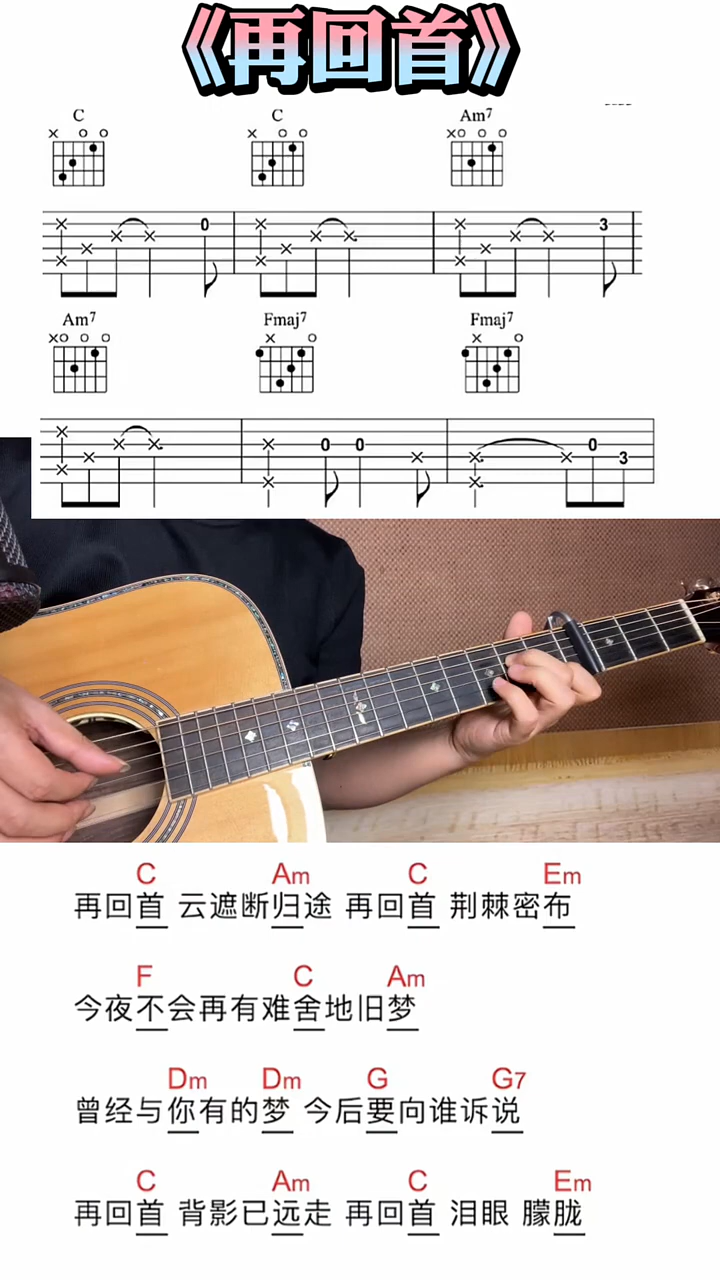 《再回首》
C C Am7
x o o x o o xo o o
0 3
Am7 Fmaj7 Fmaj7
xo o o x o x o
0 0 0 3
C Am C Em
再回首 云遮断归途 再回首 荆棘密布
F C Am
今夜不会再有难舍地旧梦
Dm Dm G G7
曾经与你有的梦 今后要向谁诉说
C Am C Em
再回首 背影已远走 再回首 泪眼 朦胧